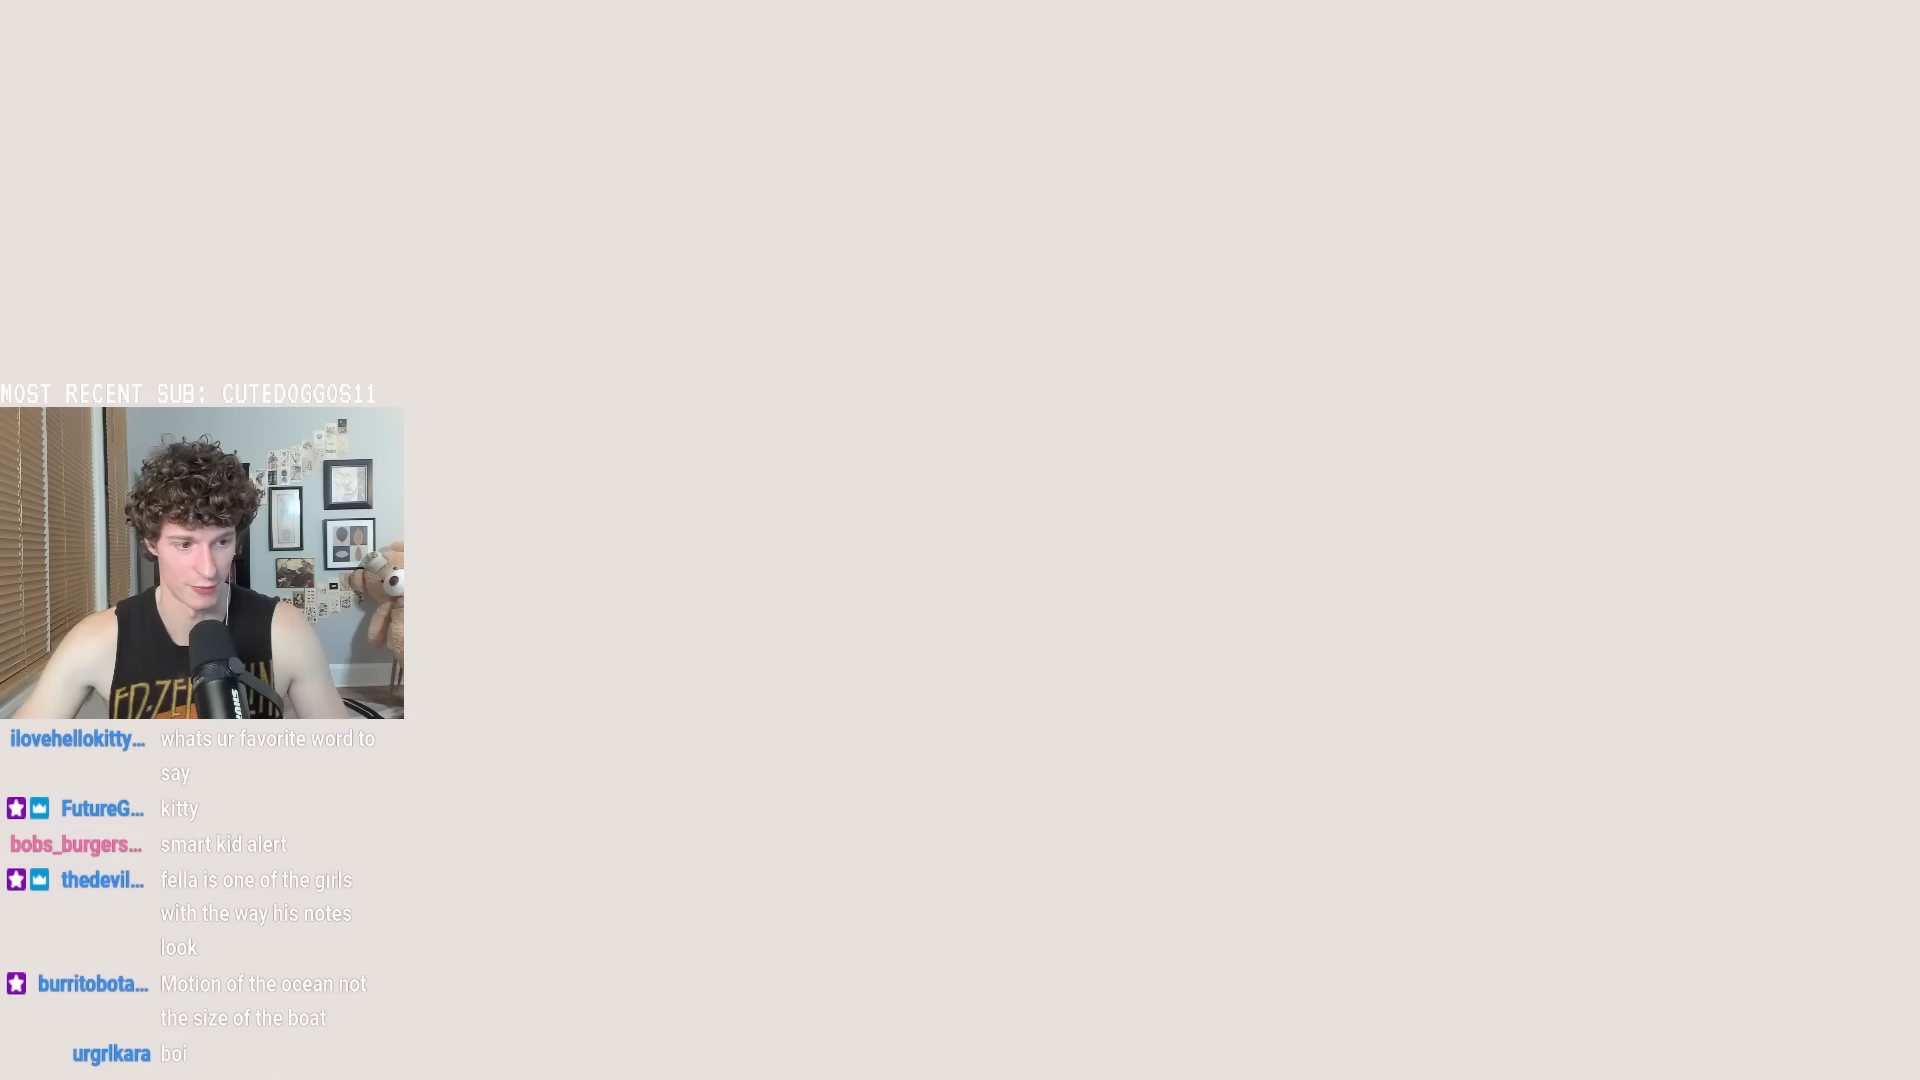 MOST RECENT SUB: CUTEDOGGOS11
ilovehellokitty... whats ur favorite word to
say
FutureG... kitty
bobs_burgers... smart kid alert
thedevil... fella is one of the girls
with the way his notes
look
burritobota... Motion of the ocean not
the size of the boat
urgrlkara boi